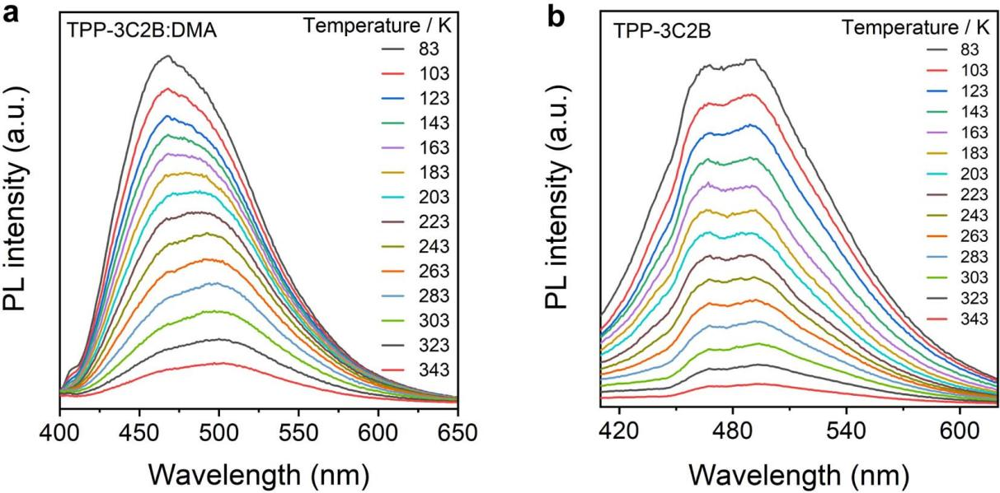 a
TPP-3C2B:DMA
Temperature / K
83
103
123
143
163
183
203
223
243
263
283
303
323
343
PL intensity (a.u.)
400 450 500 550 600 650
Wavelength (nm)
b
TPP-3C2B
Temperature / K
83
103
123
143
163
183
203
223
243
263
283
303
323
343
PL intensity (a.u.)
420 480 540 600
Wavelength (nm)